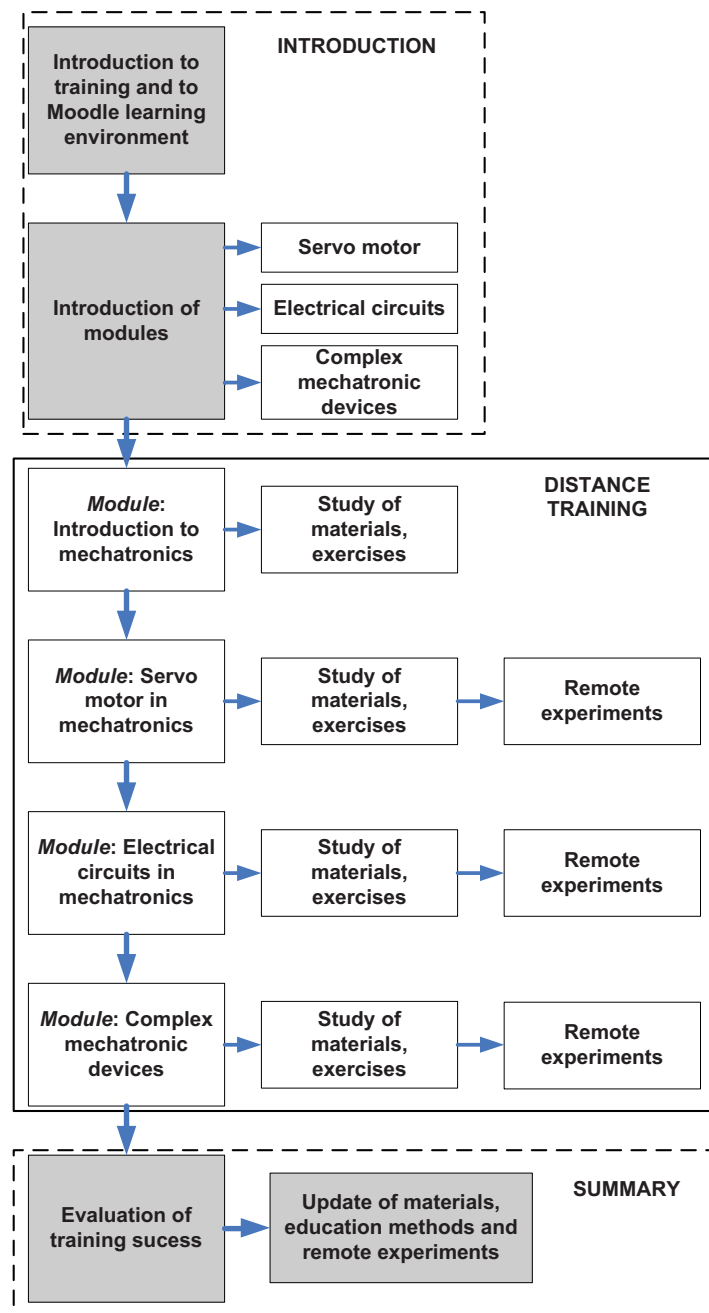 INTRODUCTION
Introduction to
training and to
Moodle learning
environment
Introduction of
modules
Servo motor
Electrical circuits
Complex
mechatronic
devices
DISTANCE
TRAINING
Module:
Introduction to
mechatronics
Study of
materials,
exercises
Module: Servo
motor in
mechatronics
Study of
materials,
exercises
Remote
experiments
Module: Electrical
circuits in
mechatronics
Study of
materials,
exercises
Remote
experiments
Module: Complex
mechatronic
devices
Study of
materials,
exercises
Remote
experiments
SUMMARY
Evaluation of
training sucess
Update of materials,
education methods and
remote experiments